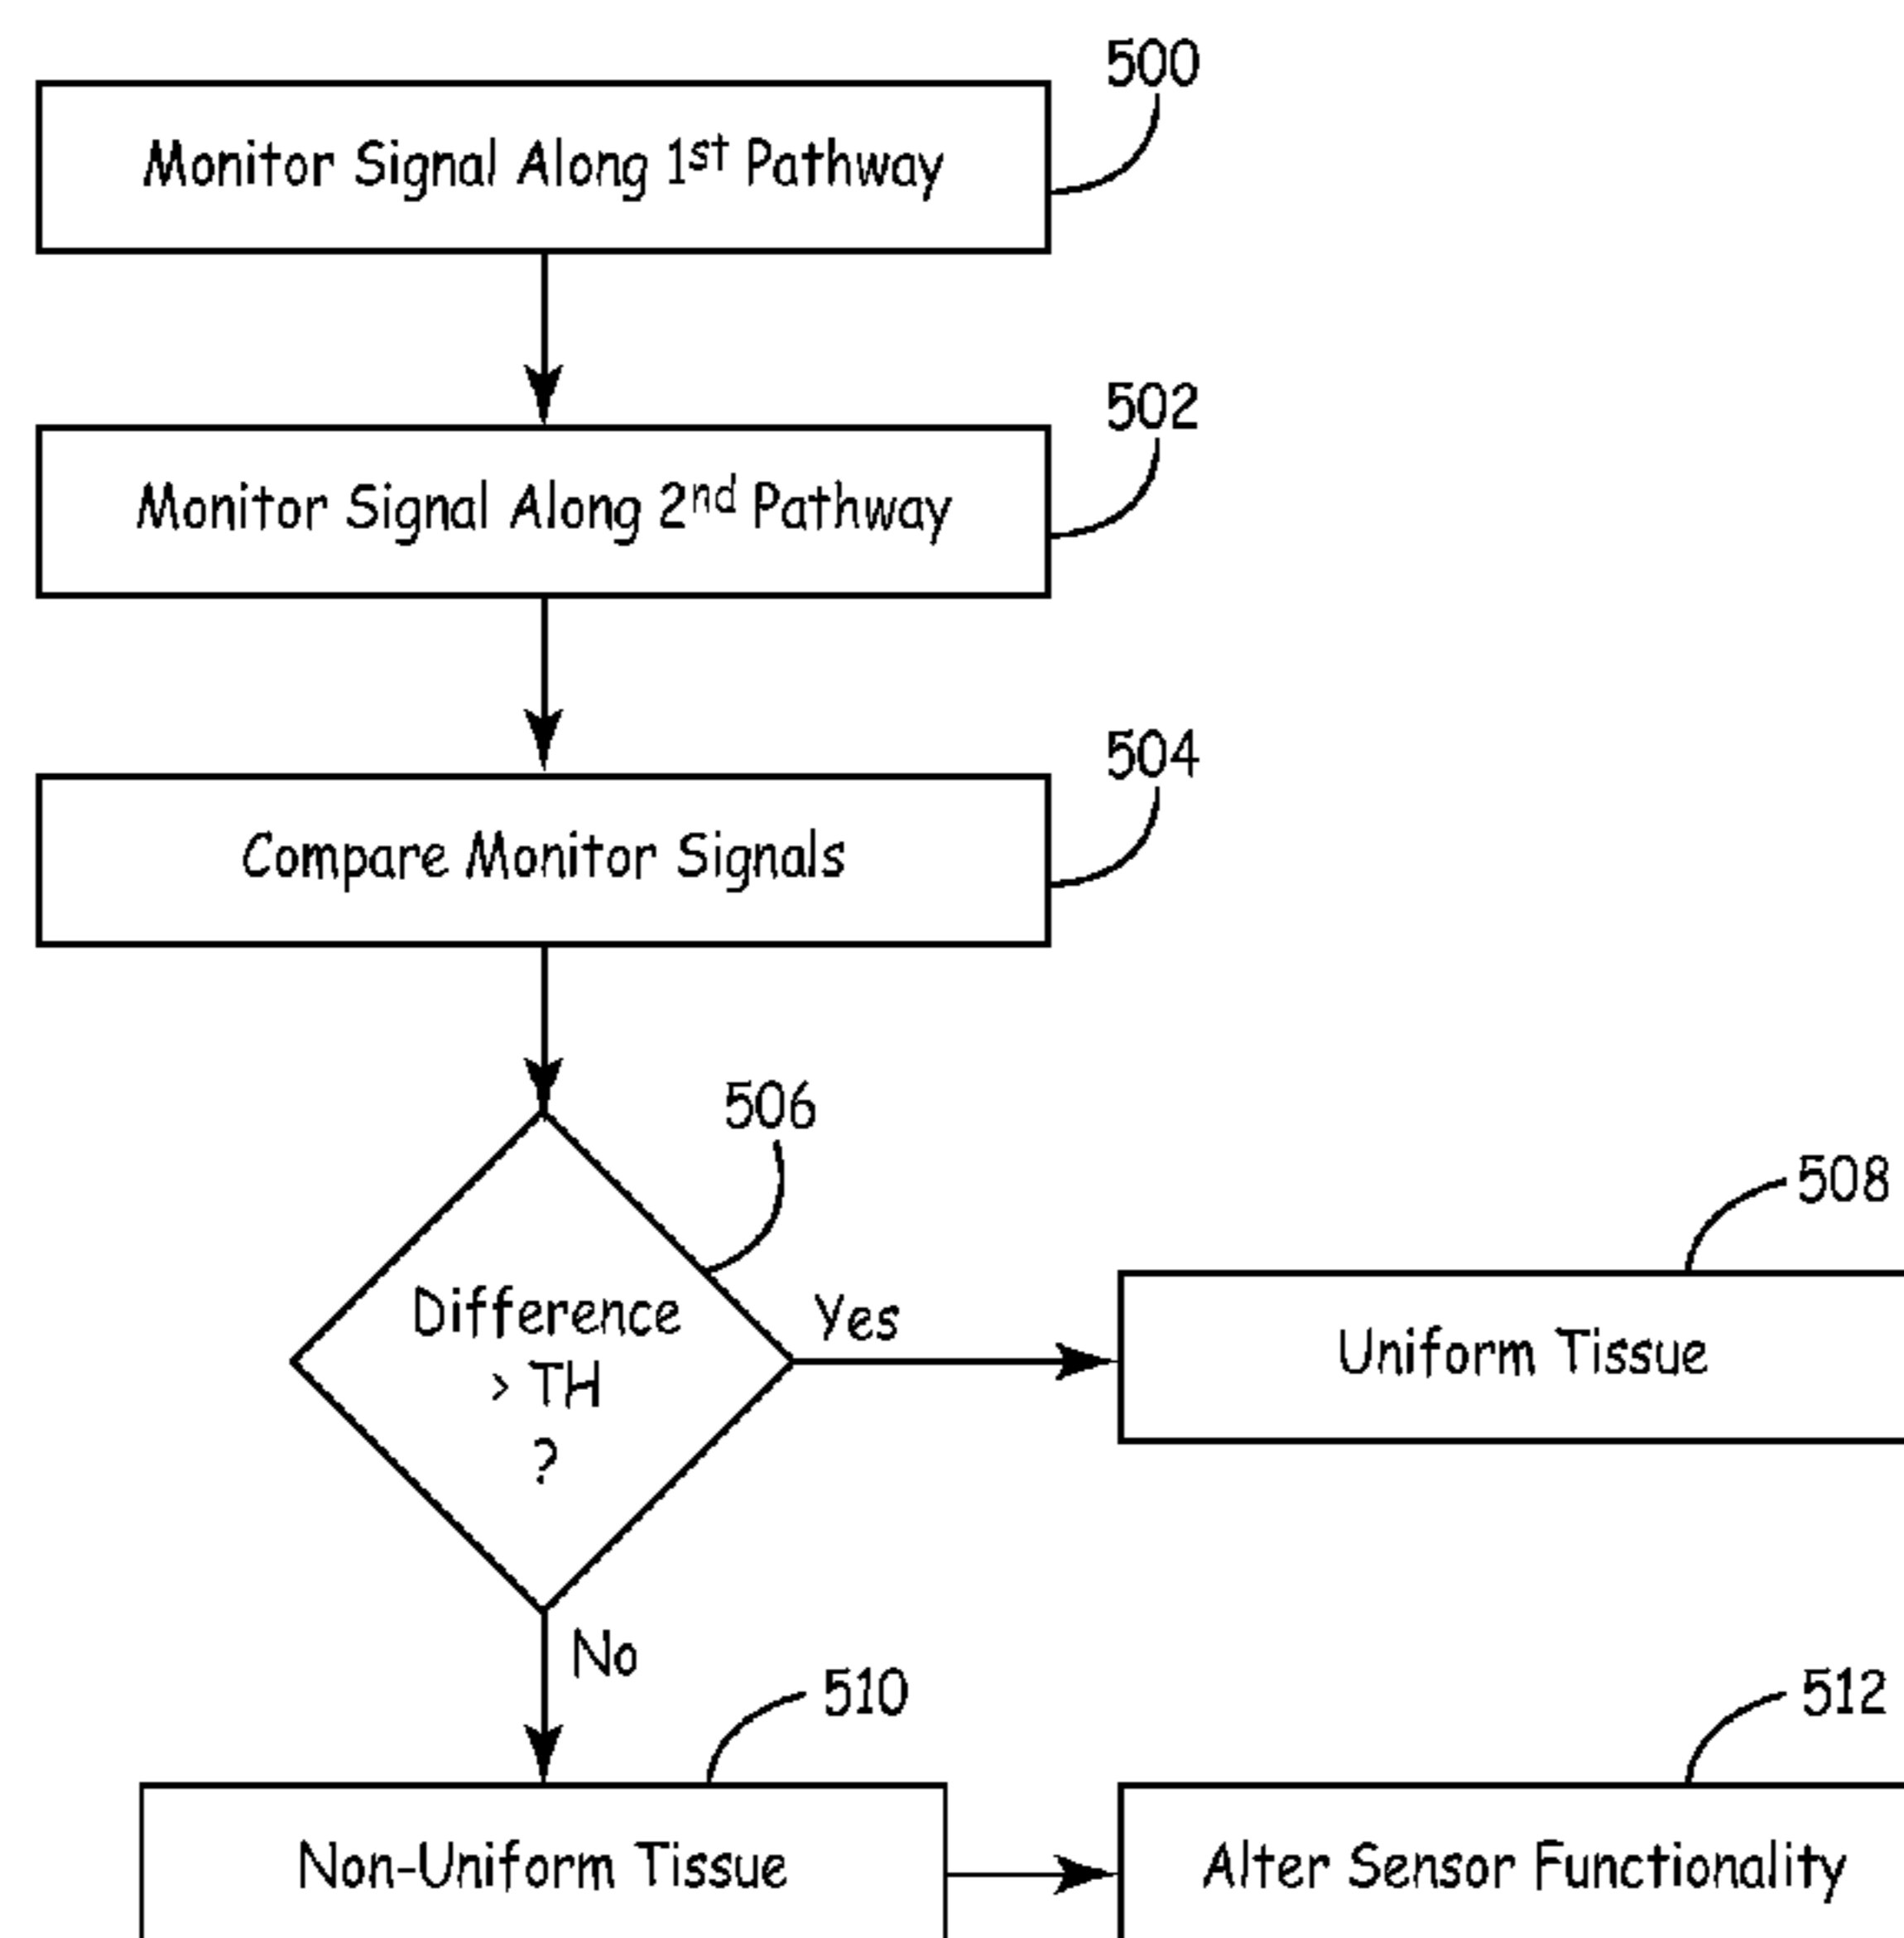 500
Monitor Signal Along 1st Pathway
502
Monitor Signal Along 2nd Pathway
504
Compare Monitor Signals
506
Difference
> TH
?
Yes
508
Uniform Tissue
No
510
Non-Uniform Tissue
512
Alter Sensor Functionality